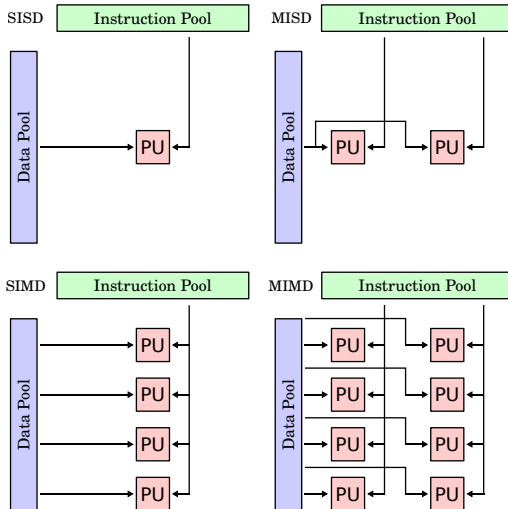 SISD Instruction Pool
Data Pool
PU
MISD Instruction Pool
Data Pool
PU PU
SIMD Instruction Pool
Data Pool
PU
PU
PU
PU
MIMD Instruction Pool
Data Pool
PU PU
PU PU
PU PU
PU PU